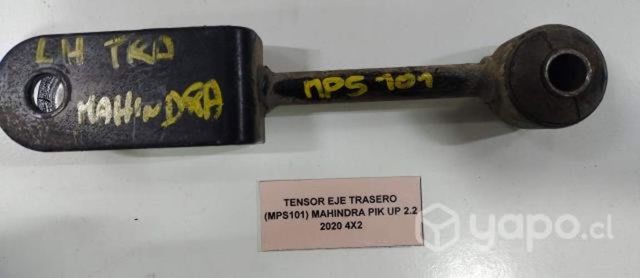 LH TRD
MAHINDRA
MPS 101
TENSOR EJE TRASERO
(MPS101) MAHINDRA PIK UP 2.2
2020 4X2
yapo.cl